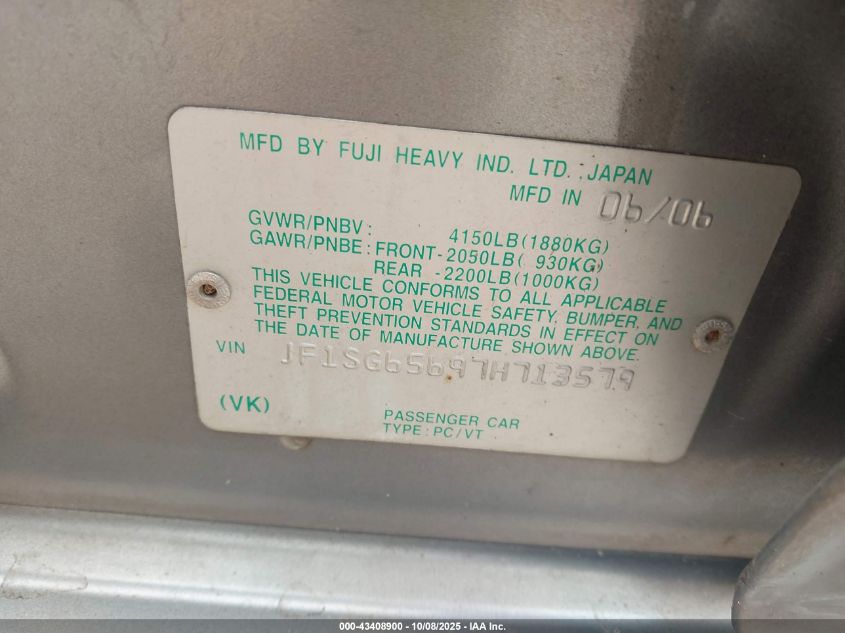 MFD BY FUJI HEAVY IND. LTD. JAPAN
MFD IN 06/06
GVWR/PNBV: 4150LB(1880KG)
GAWR/PNBE: FRONT-2050LB( 930KG)
REAR -2200LB(1000KG)
THIS VEHICLE CONFORMS TO ALL APPLICABLE
FEDERAL MOTOR VEHICLE SAFETY, BUMPER, AND
THEFT PREVENTION STANDARDS IN EFFECT ON
THE DATE OF MANUFACTURE SHOWN ABOVE.
VIN JF1SG65697H713579
(VK)
PASSENGER CAR
TYPE: PC/VT
000-43408900 - 10/08/2025 - IAA Inc.